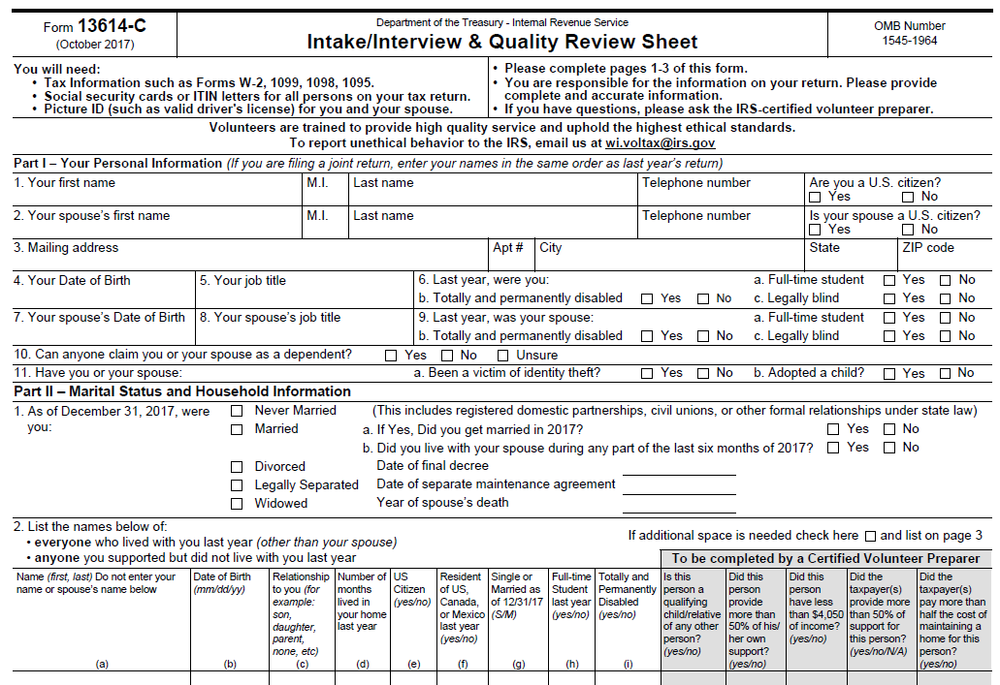 Form 13614-C
(October 2017)
Department of the Treasury - Internal Revenue Service
Intake/Interview & Quality Review Sheet
OMB Number
1545-1964
You will need:
• Tax Information such as Forms W-2, 1099, 1098, 1095.
• Social security cards or ITIN letters for all persons on your tax return.
• Picture ID (such as valid driver's license) for you and your spouse.
• Please complete pages 1-3 of this form.
• You are responsible for the information on your return. Please provide
complete and accurate information.
• If you have questions, please ask the IRS-certified volunteer preparer.
Volunteers are trained to provide high quality service and uphold the highest ethical standards.
To report unethical behavior to the IRS, email us at wi.voltax@irs.gov
Part I – Your Personal Information (If you are filing a joint return, enter your names in the same order as last year's return)
1. Your first name M.I. Last name Telephone number Are you a U.S. citizen?
Yes No
2. Your spouse's first name M.I. Last name Telephone number Is your spouse a U.S. citizen?
Yes No
3. Mailing address Apt # City State ZIP code
4. Your Date of Birth 5. Your job title 6. Last year, were you: a. Full-time student Yes No
b. Totally and permanently disabled Yes No c. Legally blind Yes No
7. Your spouse's Date of Birth 8. Your spouse's job title 9. Last year, was your spouse: a. Full-time student Yes No
b. Totally and permanently disabled Yes No c. Legally blind Yes No
10. Can anyone claim you or your spouse as a dependent? Yes No Unsure
11. Have you or your spouse: a. Been a victim of identity theft? Yes No b. Adopted a child? Yes No
Part II – Marital Status and Household Information
1. As of December 31, 2017, were
you:
Never Married (This includes registered domestic partnerships, civil unions, or other formal relationships under state law)
Married a. If Yes, Did you get married in 2017? Yes No
b. Did you live with your spouse during any part of the last six months of 2017? Yes No
Divorced Date of final decree
Legally Separated Date of separate maintenance agreement
Widowed Year of spouse's death
2. List the names below of:
• everyone who lived with you last year (other than your spouse)
• anyone you supported but did not live with you last year
If additional space is needed check here and list on page 3
To be completed by a Certified Volunteer Preparer
Name (first, last) Do not enter your
name or spouse's name below
(a)
Date of Birth
(mm/dd/yy)
(b)
Relationship
to you (for
example:
son,
daughter,
parent,
none, etc)
(c)
Number of
months
lived in
your home
last year
(d)
US
Citizen
(yes/no)
(e)
Resident
of US,
Canada,
or Mexico
last year
(yes/no)
(f)
Single or
Married as
of 12/31/17
(S/M)
(g)
Full-time
Student
last year
(yes/no)
(h)
Totally and
Permanently
Disabled
(yes/no)
(i)
Is this
person a
qualifying
child/relative
of any other
person?
(yes/no)
Did this
person
provide
more than
50% of his/
her own
support?
(yes/no)
Did this
person
have less
than $4,050
of income?
(yes/no)
Did the
taxpayer(s)
provide more
than 50% of
support for
this person?
(yes/no/N/A)
Did the
taxpayer(s)
pay more than
half the cost of
maintaining a
home for this
person?
(yes/no)